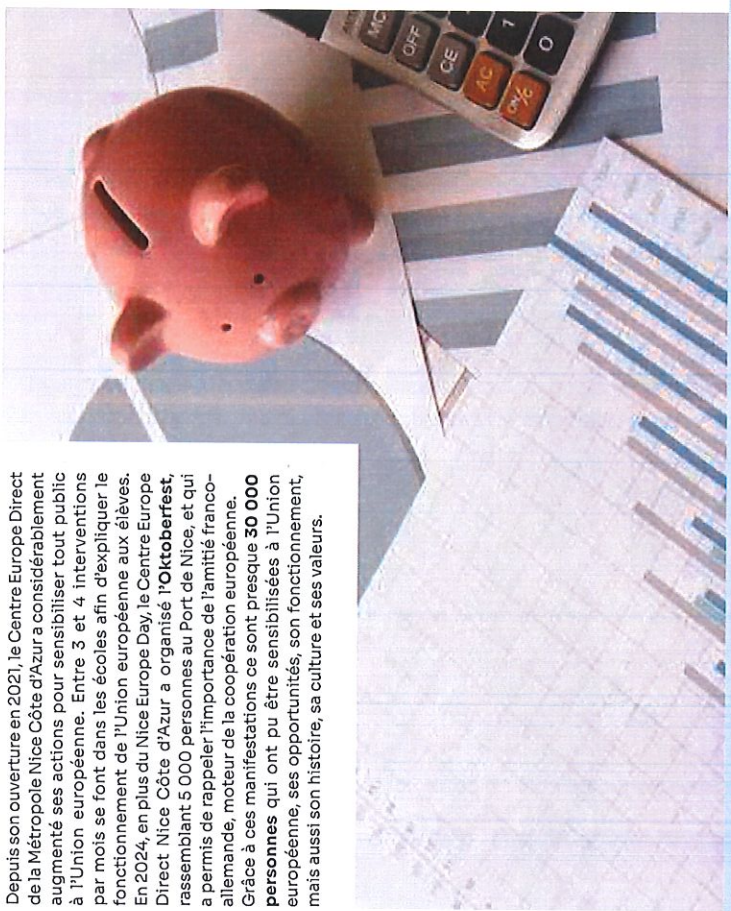 Depuis son ouverture en 2021, le Centre Europe Direct
de la Métropole Nice Côte d'Azur a considérablement
augmenté ses actions pour sensibiliser tout public
à l'Union européenne. Entre 3 et 4 interventions
par mois se font dans les écoles afin d'expliquer le
fonctionnement de l'Union européenne aux élèves.
En 2024, en plus du Nice Europe Day, le Centre Europe
Direct Nice Côte d'Azur a organisé l'Oktoberfest,
rassemblant 5 000 personnes au Port de Nice, et qui
a permis de rappeler l'importance de l'amitié franco-
allemande, moteur de la coopération européenne.
Grâce à ces manifestations ce sont presque 30 000
personnes qui ont pu être sensibilisées à l'Union
européenne, ses opportunités, son fonctionnement,
mais aussi son histoire, sa culture et ses valeurs.
MC
OFF
CE
AC
ON/C
1
0